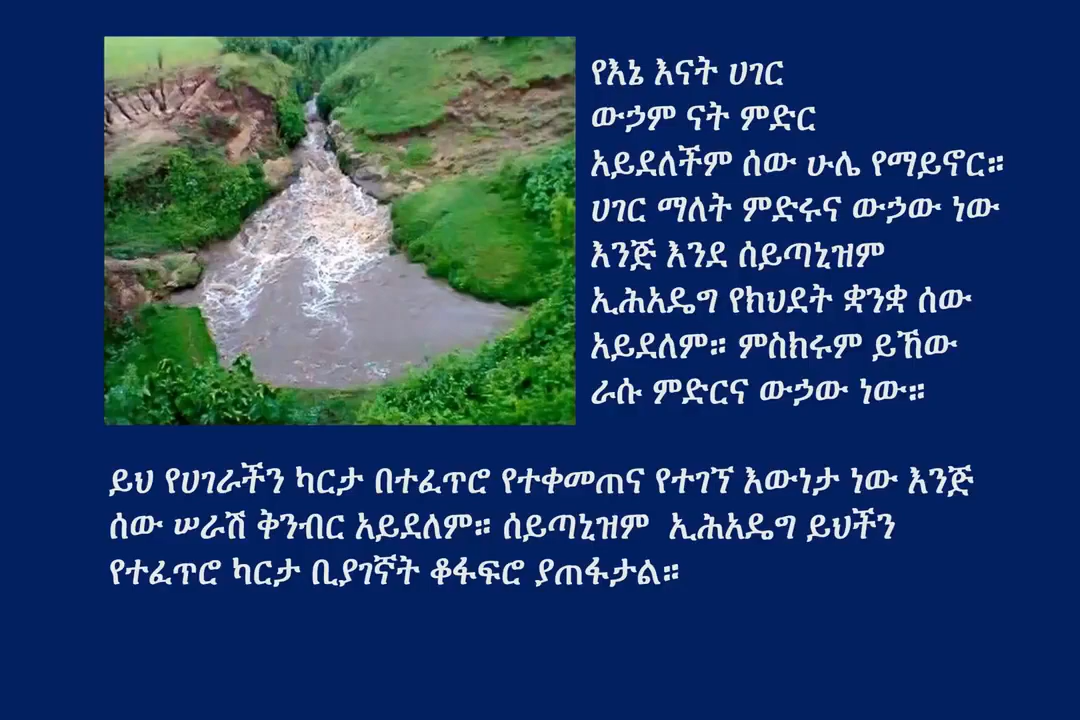 የእኔ እናት ሀገር
ውኃም ናት ምድር
አይደለችም ሰው ሁሌ የማይኖር።
ሀገር ማለት ምድሩና ውኃው ነው
እንጅ እንደ ሰይጣኒዝም
ኢሕአዴግ የክህደት ቋንቋ ሰው
አይደለም። ምስክሩም ይኸው
ራሱ ምድርና ውኃው ነው።
ይህ የሀገራችን ካርታ በተፈጥሮ የተቀመጠና የተገኘ እውነታ ነው እንጅ
ሰው ሠራሽ ቅንብር አይደለም። ሰይጣኒዝም ኢሕአዴግ ይህችን
የተፈጥሮ ካርታ ቢያገኛት ቆፋፍሮ ያጠፋታል።